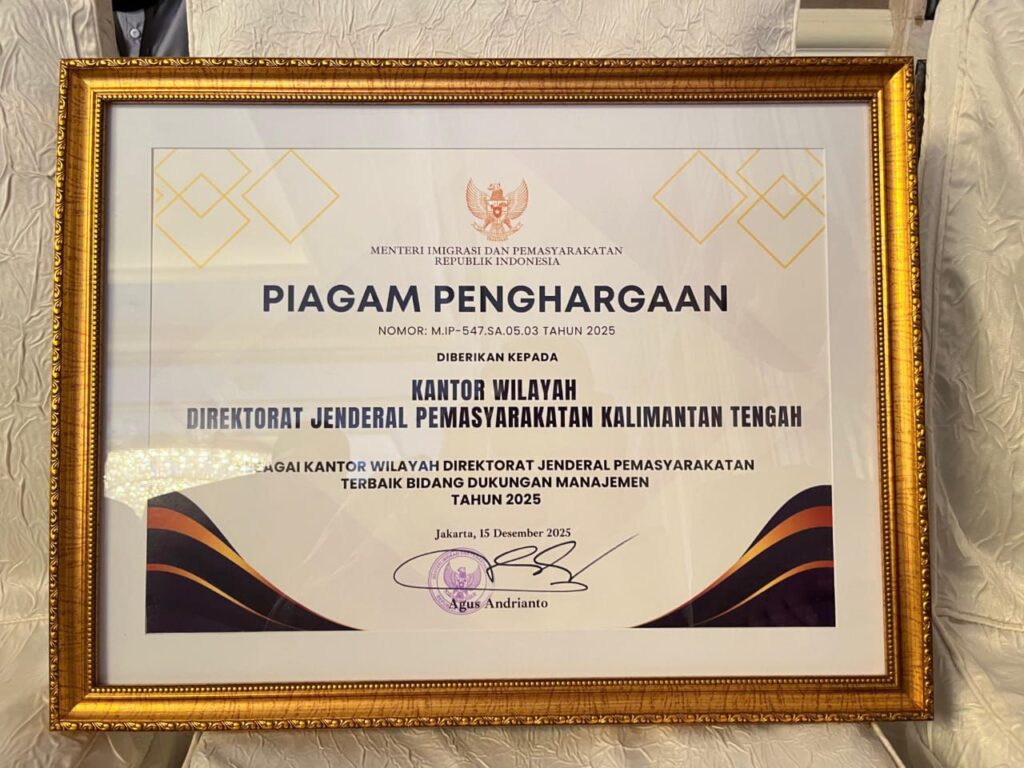 MENTERI IMIGRASI DAN PEMASYARAKATAN
REPUBLIK INDONESIA
PIAGAM PENGHARGAAN
NOMOR: M.IP-547.SA.05.03 TAHUN 2025
DIBERIKAN KEPADA
KANTOR WILAYAH
DIREKTORAT JENDERAL PEMASYARAKATAN KALIMANTAN TENGAH
KANTOR WILAYAH DIREKTORAT JENDERAL PEMASYARAKATAN
TERBAIK BIDANG DUKUNGAN MANAJEMEN
TAHUN 2025
Jakarta, 15 Desember 2025
Agus Andrianto